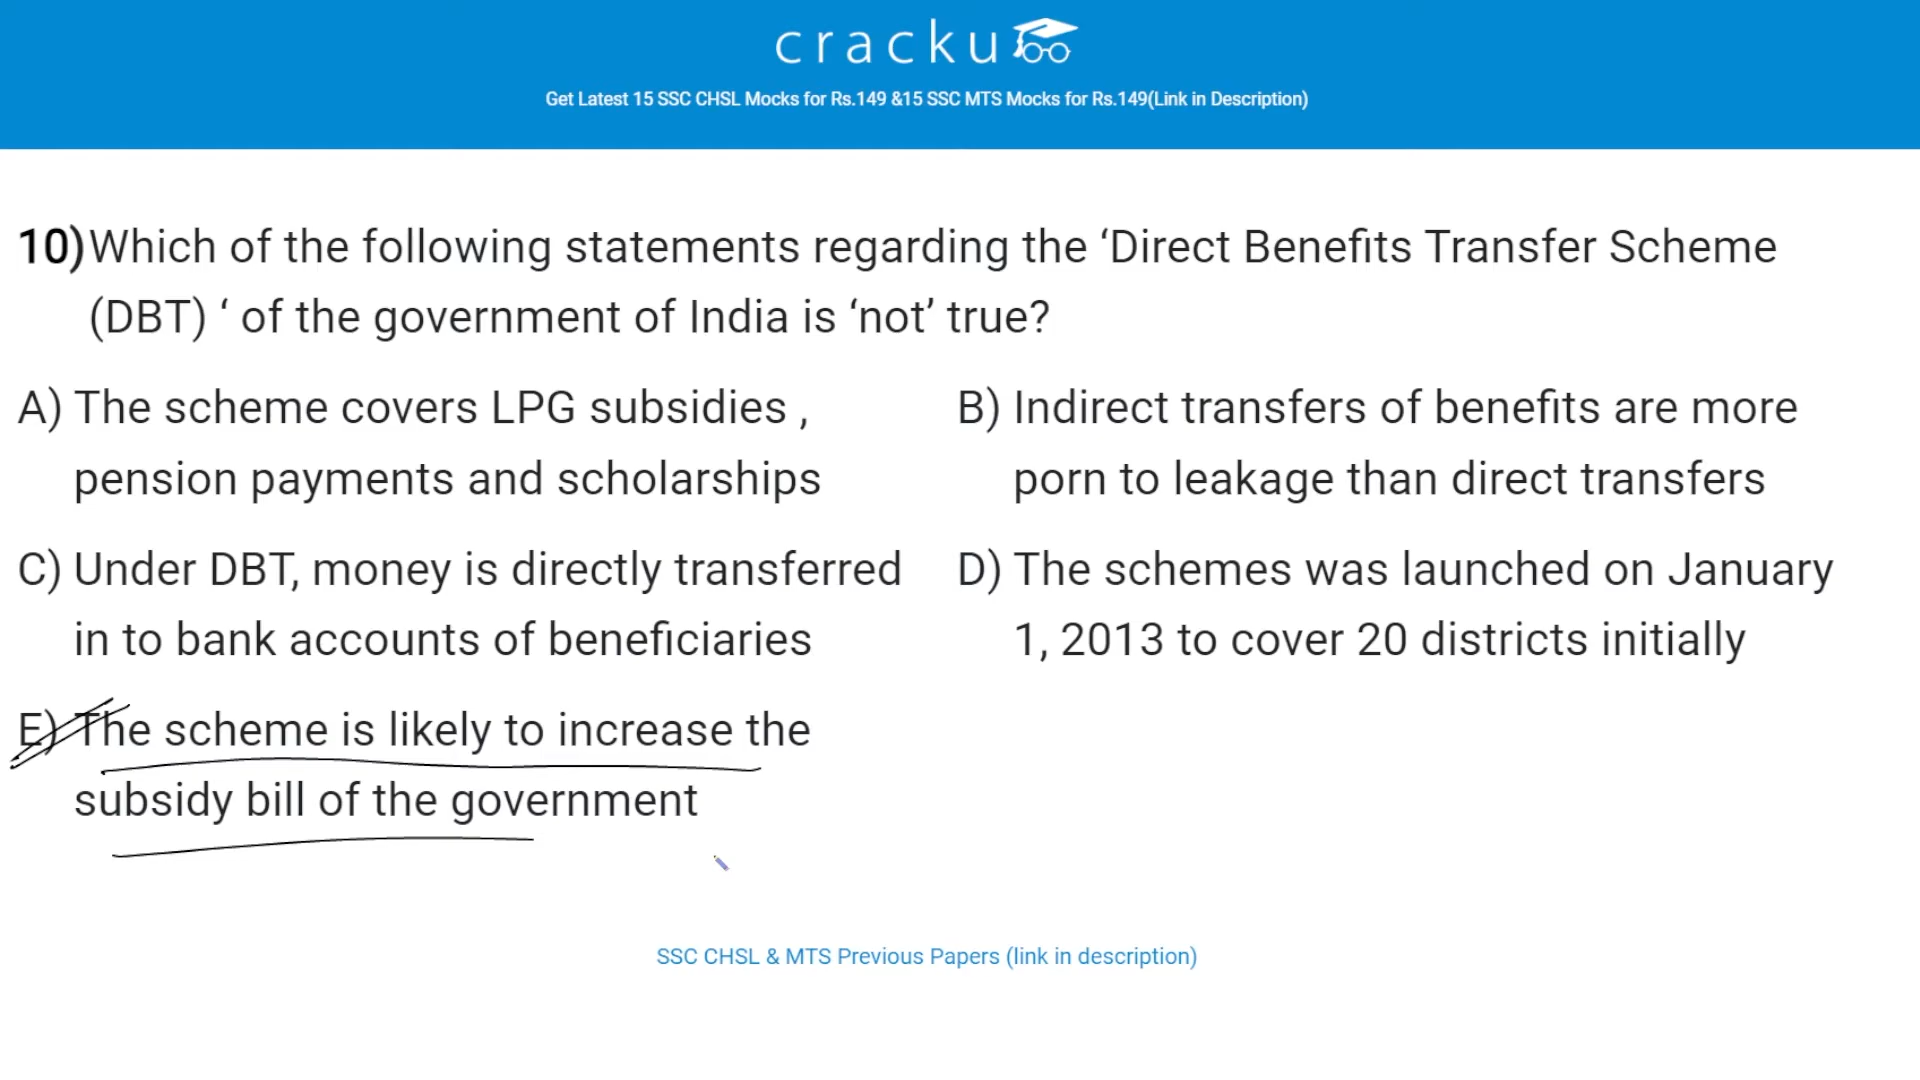 cracku
Get Latest 15 SSC CHSL Mocks for Rs.149 &15 SSC MTS Mocks for Rs.149(Link in Description)
10) Which of the following statements regarding the ‘Direct Benefits Transfer Scheme
(DBT) ‘ of the government of India is ‘not’ true?
A) The scheme covers LPG subsidies ,
pension payments and scholarships
B) Indirect transfers of benefits are more
porn to leakage than direct transfers
C) Under DBT, money is directly transferred
in to bank accounts of beneficiaries
D) The schemes was launched on January
1, 2013 to cover 20 districts initially
E) The scheme is likely to increase the
subsidy bill of the government
SSC CHSL & MTS Previous Papers (link in description)